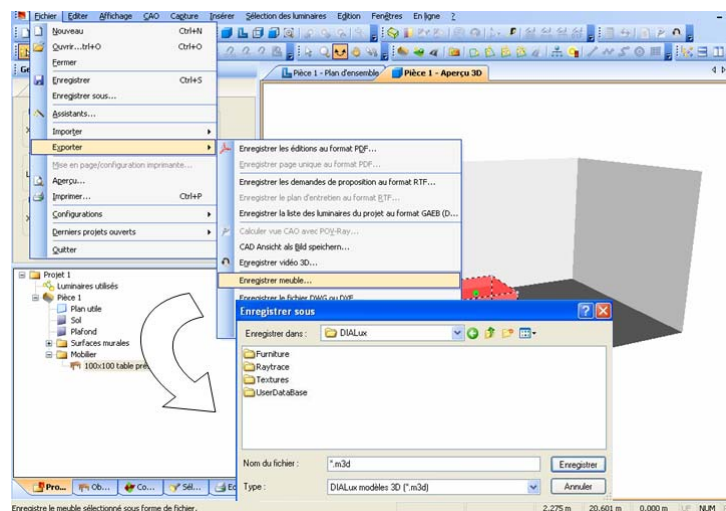 Fichier Editer Affichage CAO Capture Insérer Sélection des luminaires Edition Fenêtres En ligne ?
Nouveau Ctrl+N
Ouvrir...trl+O Ctrl+O
Fermer
Enregistrer Ctrl+S
Enregistrer sous...
Assistants...
Importer
Exporter
Mise en page/configuration imprimante...
Aperçu...
Imprimer... Ctrl+P
Configurations
Derniers projets ouverts
Quitter
Pièce 1 - Plan d'ensemble
Pièce 1 - Aperçu 3D
Enregistrer les éditions au format PDF...
Enregistrer page unique au format PDF...
Enregistrer les demandes de proposition au format RTF...
Enregistrer le plan d'entretien au format RTF...
Enregistrer la liste des luminaires du projet au format GAEB (D...
Calculer vue CAO avec POV-Ray...
CAD Ansicht als Bild speichern...
Enregistrer vidéo 3D...
Enregistrer meuble...
Enregistrer le fichier DWG ou DXF
Projet 1
Luminaires utilisés
Pièce 1
Plan utile
Sol
Plafond
Surfaces murales
Mobilier
100x100 table pré
Enregistrer sous
Enregistrer dans :
DIALux
Furniture
Raytrace
Textures
UserDataBase
Nom du fichier :
*.m3d
Enregistrer
Type :
DIALux modèles 3D (*.m3d)
Annuler
Pro...
Ob...
Co...
Sél...
Ed
Enregistre le meuble sélectionné sous forme de fichier.
2.275 m 20.601 m 0.000 m UF NUM